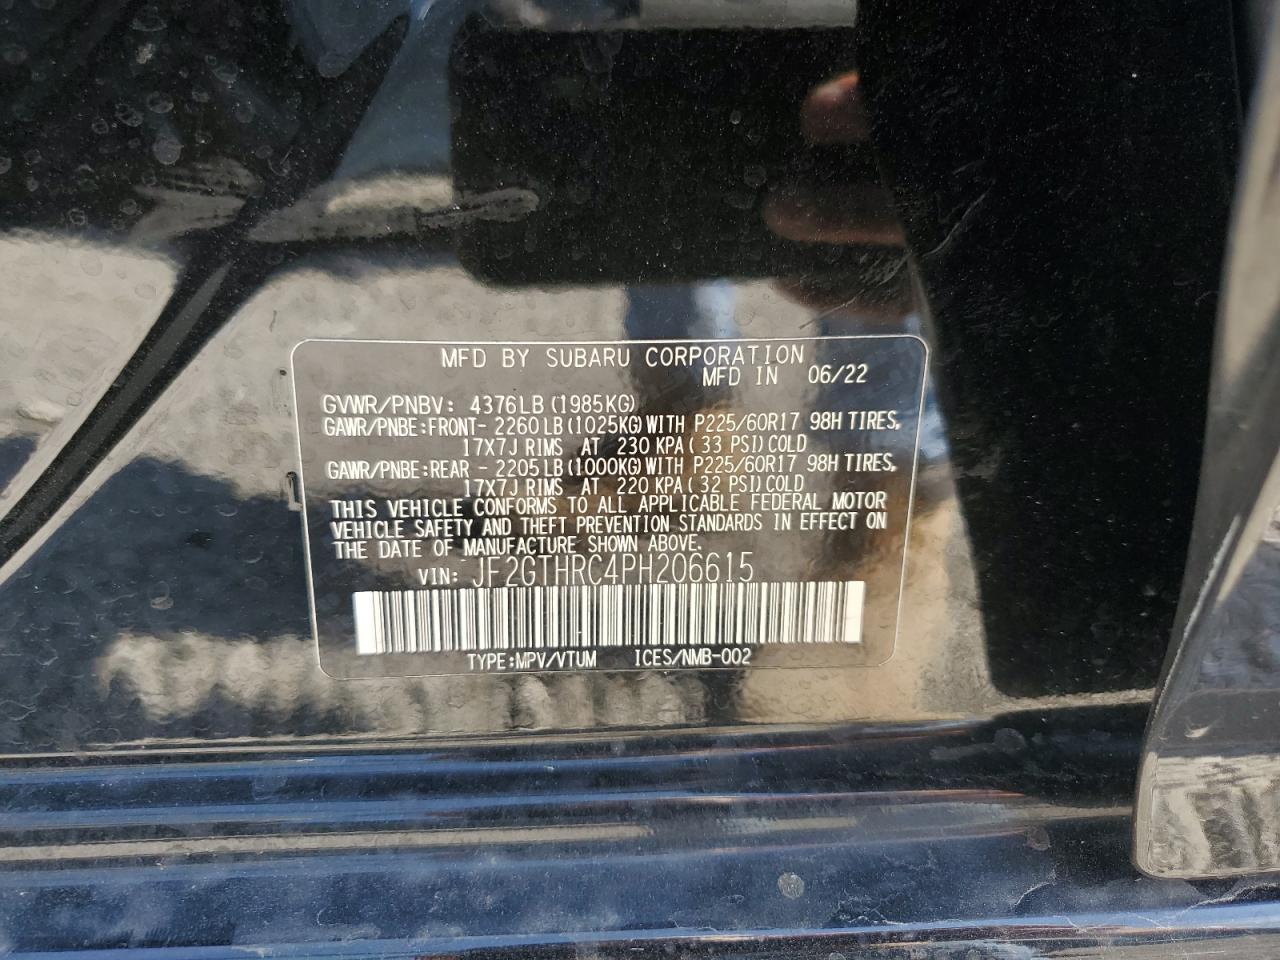 MFD BY SUBARU CORPORATION
MFD IN 06/22
GVWR/PNBV: 4376LB(1985KG)
GAWR/PNBE:FRONT- 2260LB(1025KG)WITH P225/60R17 98H TIRES,
17X7J RIMS AT 230 KPA( 33 PSI)COLD
GAWR/PNBE:REAR - 2205LB(1000KG)WITH P225/60R17 98H TIRES,
17X7J RIMS AT 220 KPA( 32 PSI)COLD
THIS VEHICLE CONFORMS TO ALL APPLICABLE FEDERAL MOTOR
VEHICLE SAFETY AND THEFT PREVENTION STANDARDS IN EFFECT ON
THE DATE OF MANUFACTURE SHOWN ABOVE.
VIN: JF2GTHRC4PH206615
TYPE:MPV/VTUM ICES/NMB-002